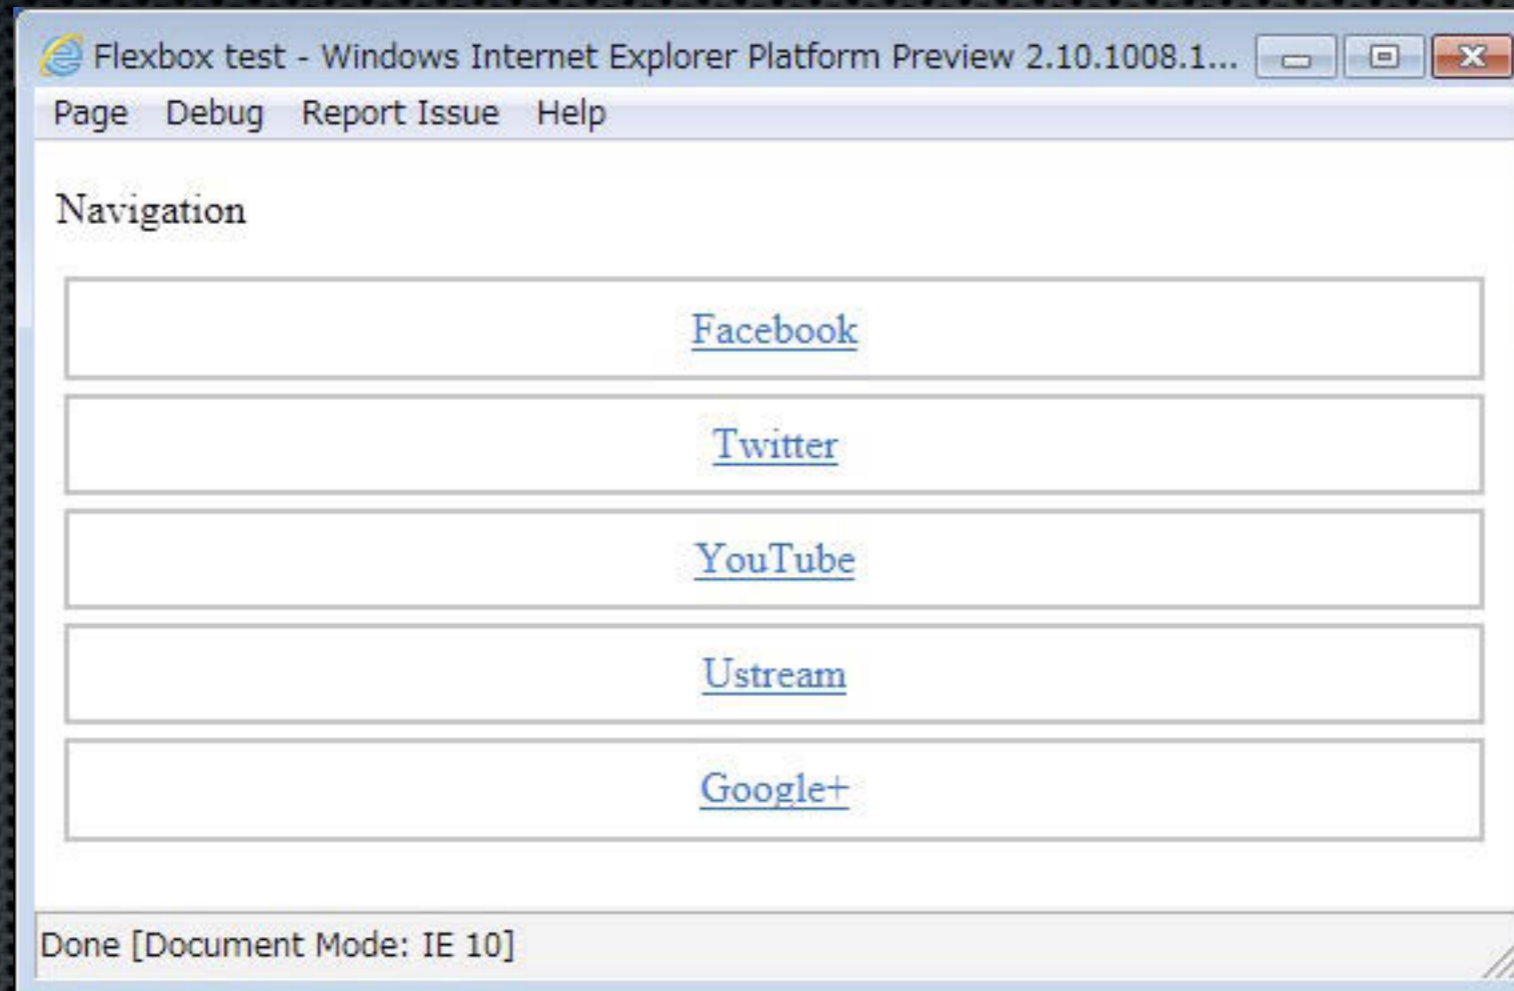 Flexbox test - Windows Internet Explorer Platform Preview 2.10.1008.1...
Page Debug Report Issue Help
Navigation
Facebook
Twitter
YouTube
Ustream
Google+
Done [Document Mode: IE 10]